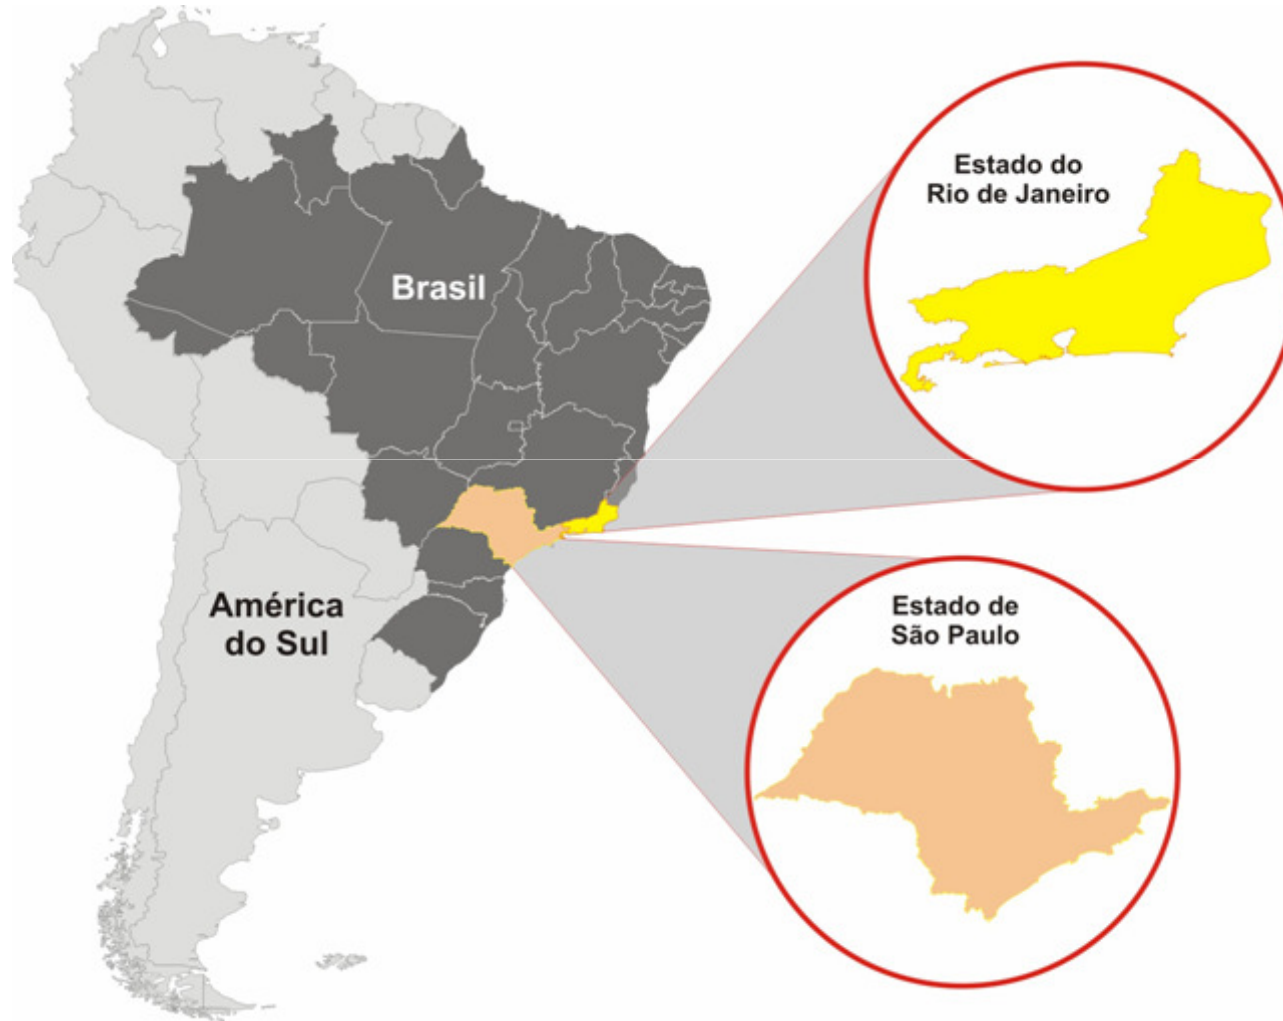 Estado do
Rio de Janeiro
Brasil
América
do Sul
Estado de
São Paulo